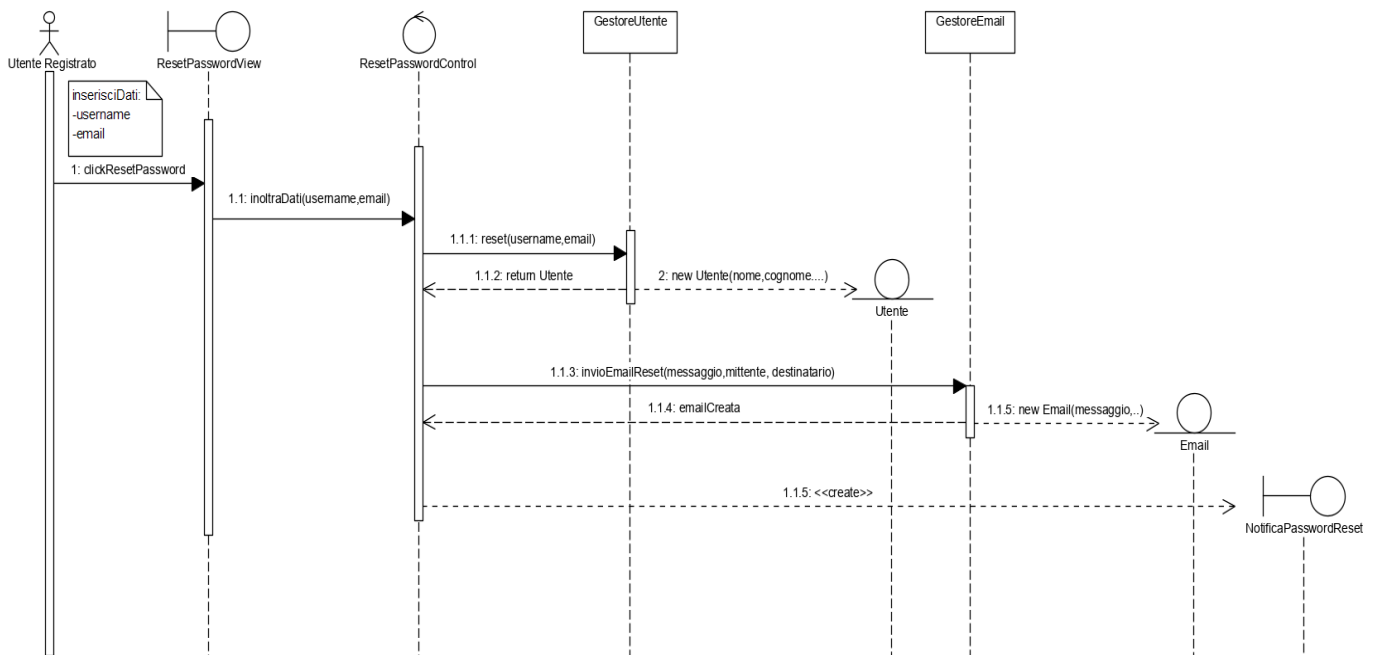 GestoreUtente
GestoreEmail
Utente Registrato
ResetPasswordView
ResetPasswordControl
inserisciDati:
-username
-email
1: clickResetPassword
1.1: inoltraDati(username,email)
1.1.1: reset(username,email)
1.1.2: return Utente
2: new Utente(nome,cognome....)
Utente
1.1.3: invioEmailReset(messaggio,mittente, destinatario)
1.1.4: emailCreata
1.1.5: new Email(messaggio,..)
Email
1.1.5: <<create>>
NotificaPasswordReset